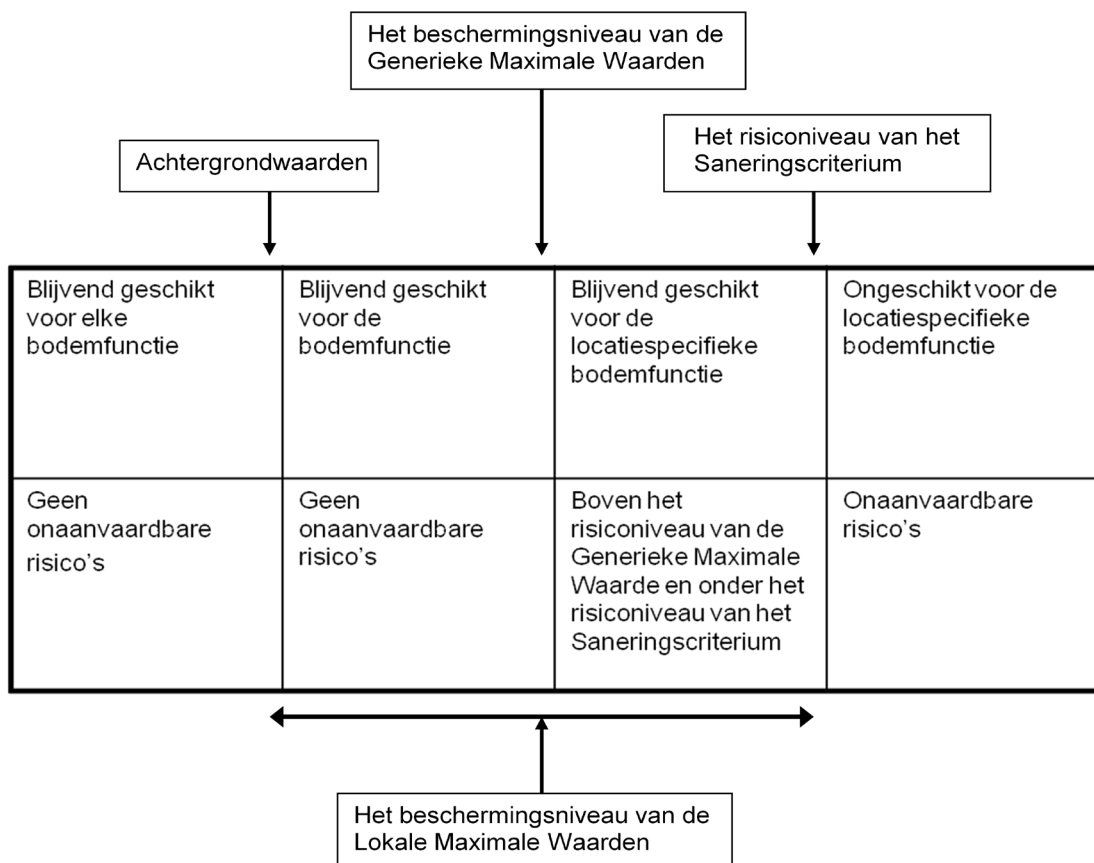 Het beschermingsniveau van de
Generieke Maximale Waarden
Achtergrondwaarden
Het risiconiveau van het
Saneringscriterium
Blijvend geschikt
voor elke
bodemfunctie
Blijvend geschikt
voor de
bodemfunctie
Blijvend geschikt
voor de
locatiespecifieke
bodemfunctie
Ongeschikt voor de
locatiespecifieke
bodemfunctie
Geen
onaanvaardbare
risico's
Geen
onaanvaardbare
risico's
Boven het
risiconiveau van de
Generieke Maximale
Waarde en onder het
risiconiveau van het
Saneringscriterium
Onaanvaardbare
risico's
Het beschermingsniveau van de
Lokale Maximale Waarden